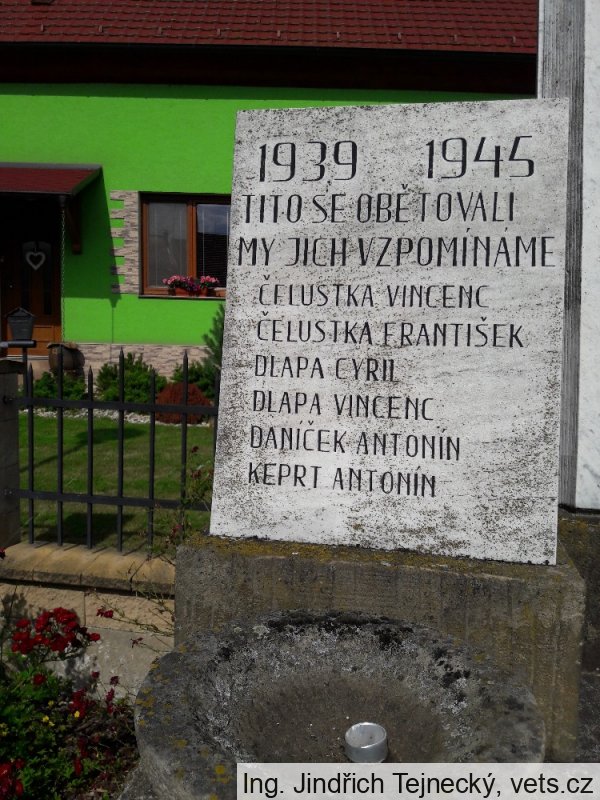 1939 1945
TITO SE OBĚTOVALI
MY JICH VZPOMÍNÁME
ČELUSTKA VINCENC
ČELUSTKA FRANTIŠEK
DLAPA CYRIL
DLAPA VINCENC
DANÍČEK ANTONÍN
KEPRT ANTONÍN
Ing. Jindřich Tejnecký, vets.cz